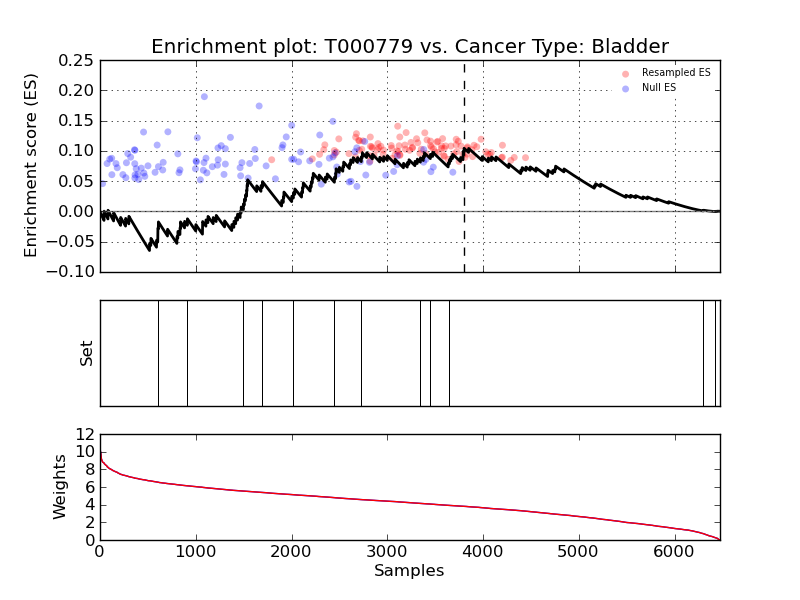 Enrichment plot: T000779 vs. Cancer Type: Bladder
Enrichment score (ES)
0.25
0.20
0.15
0.10
0.05
0.00
−0.05
−0.10
Resampled ES
Null ES
Set
Weights
12
10
8
6
4
2
0
0 1000 2000 3000 4000 5000 6000
Samples